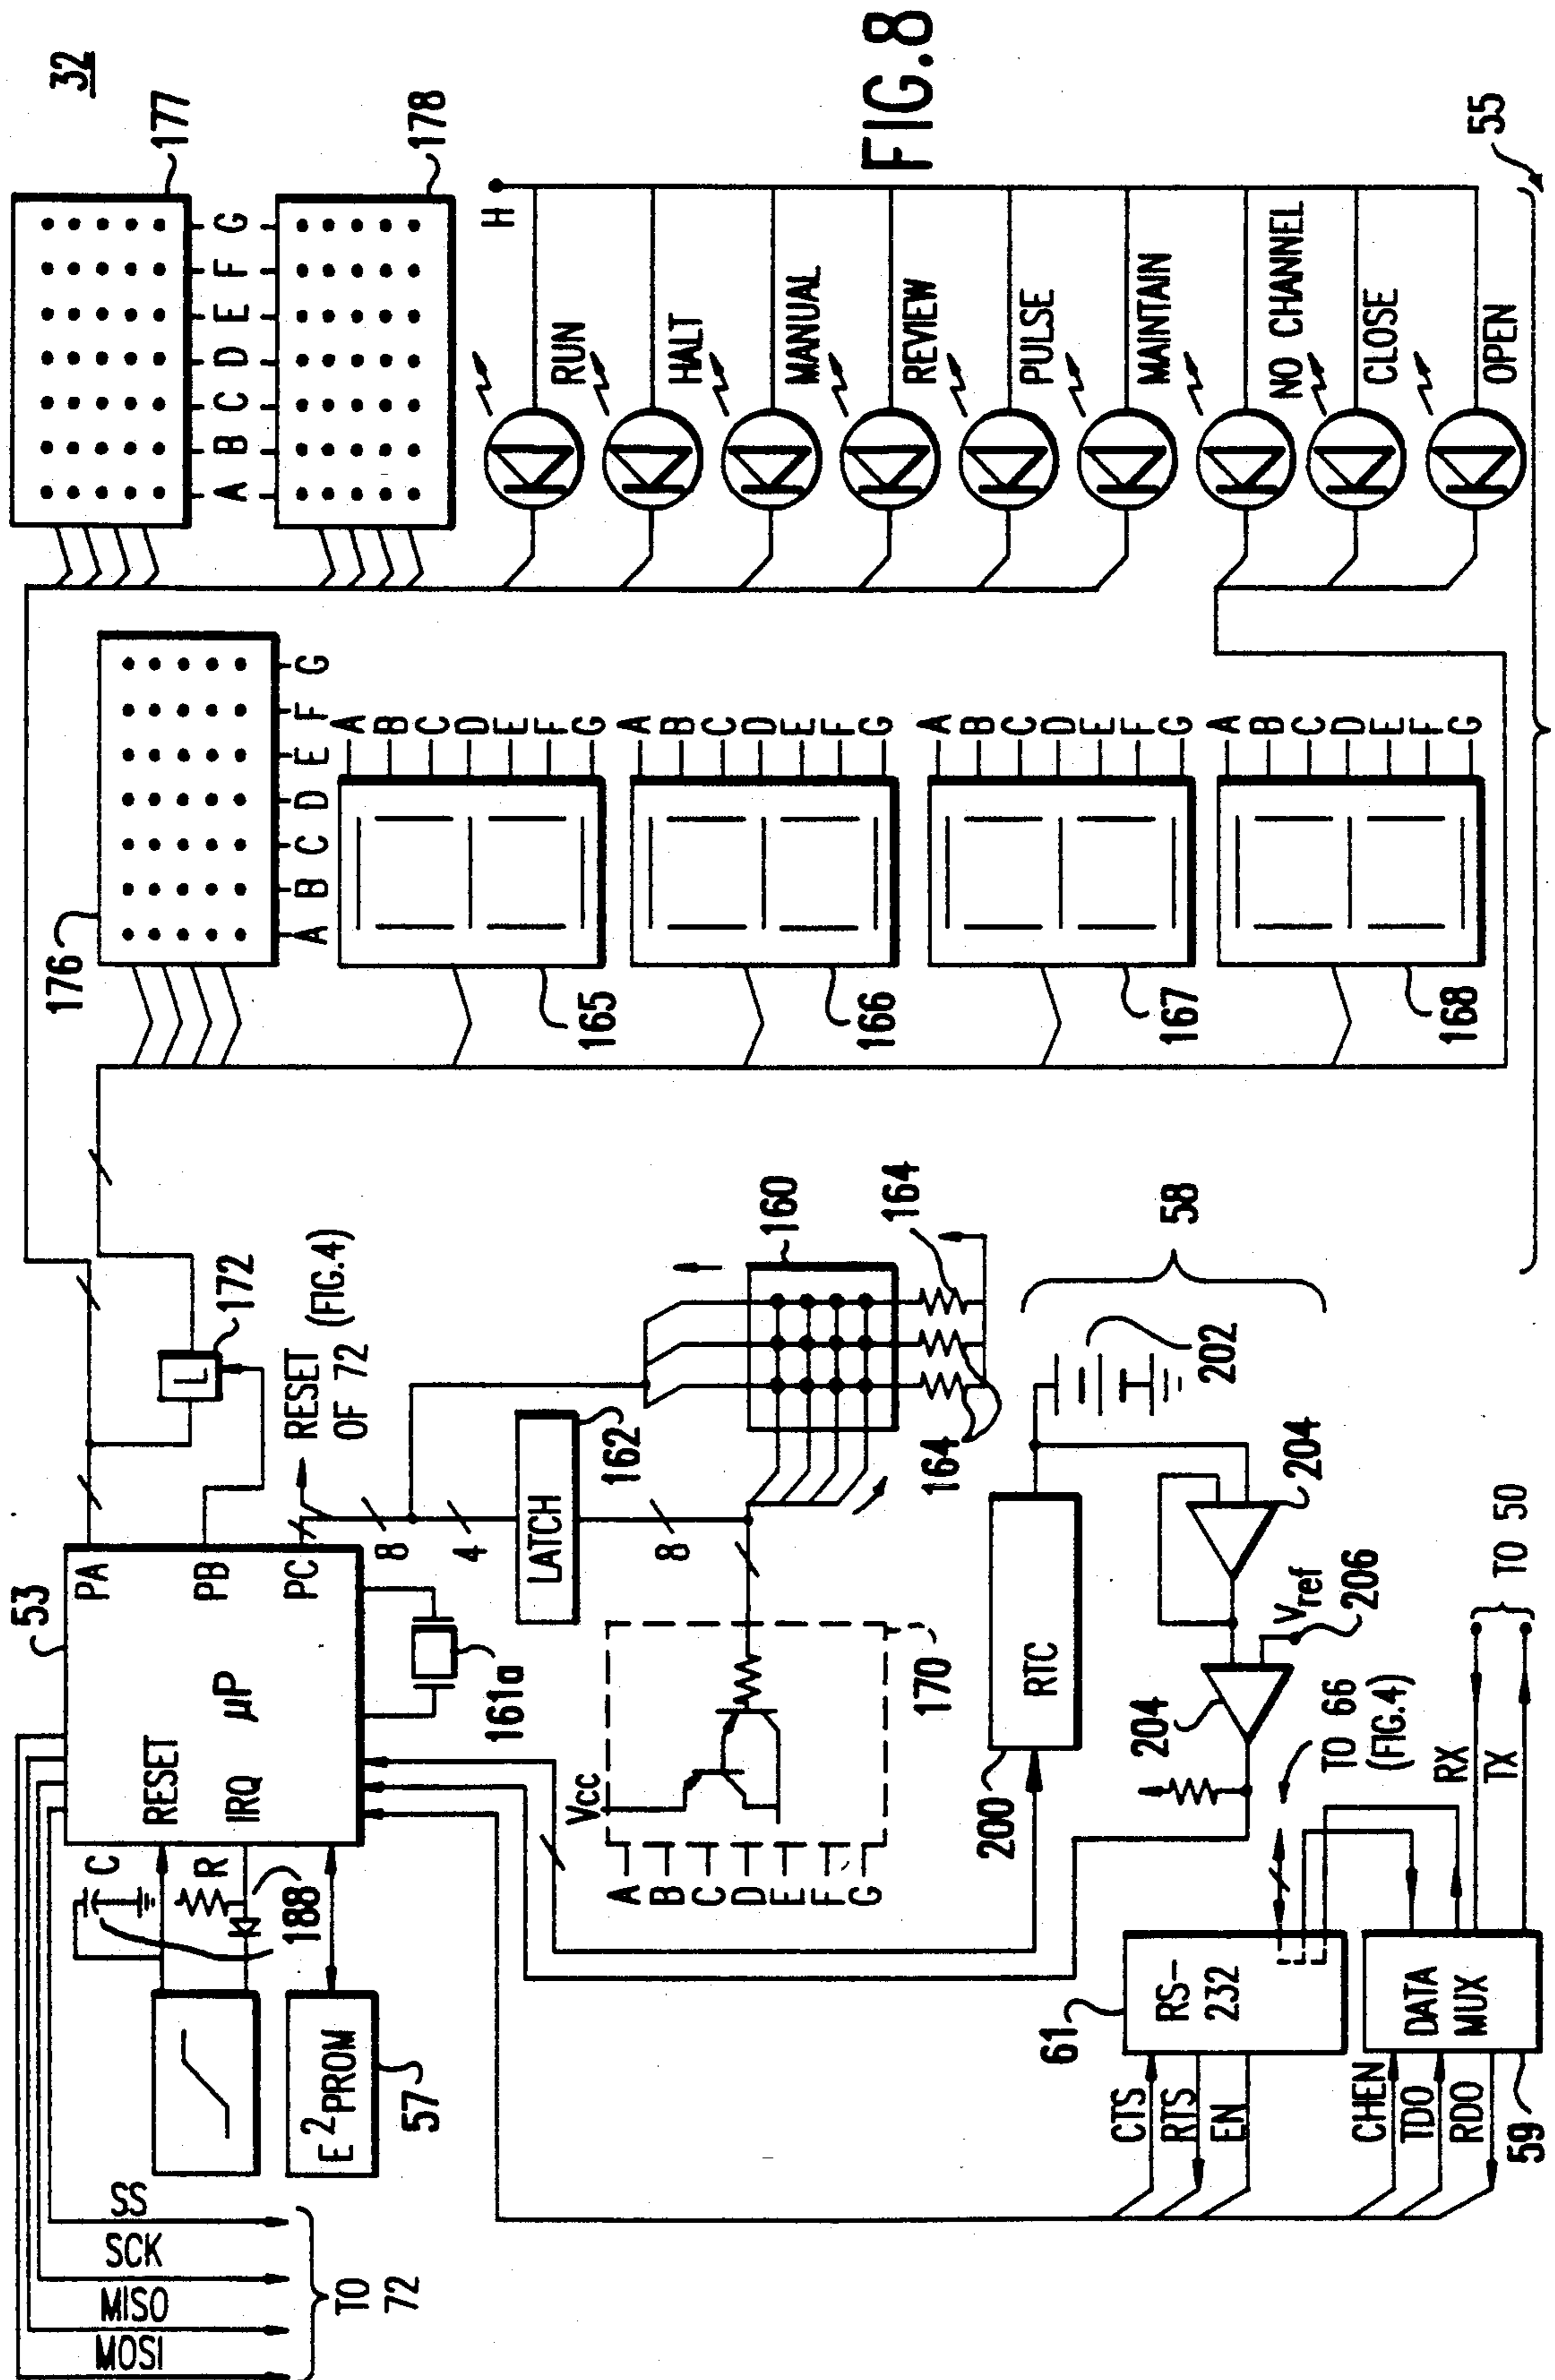 32
177
A B C D E F G
178
H
RUN
HALT
MANUAL
REVIEW
PULSE
MAINTAIN
NO CHANNEL
CLOSE
OPEN
FIG.8
55
176
A B C D E F G
A
B
C
D
E
F
G
165
A
B
C
D
E
F
G
166
A
B
C
D
E
F
G
167
A
B
C
D
E
F
G
168
172
L
RESET
OF 72 (FIG.4)
53
PA
PB
PC
µP
RESET
IRQ
C
R
188
E²PROM
57
161a
8
4
LATCH
162
8
160
164
164
Vcc
A
B
C
D
E
F
G
170
RTC
200
58
202
204
204
Vref
206
TO 66
(FIG.4)
RX
TX
TO 50
RS-
232
61
CTS
RTS
EN
DATA
MUX
59
CHEN
TDO
RDO
SS
SCK
MISO
MOSI
TO
72